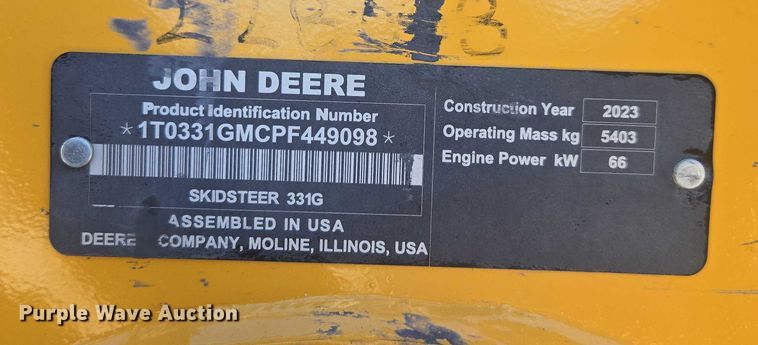 JOHN DEERE
Product Identification Number
*1T0331GMCPF449098*
SKIDSTEER 331G
ASSEMBLED IN USA
DEERE COMPANY, MOLINE, ILLINOIS, USA
Construction Year 2023
Operating Mass kg 5403
Engine Power kW 66
Purple Wave Auction